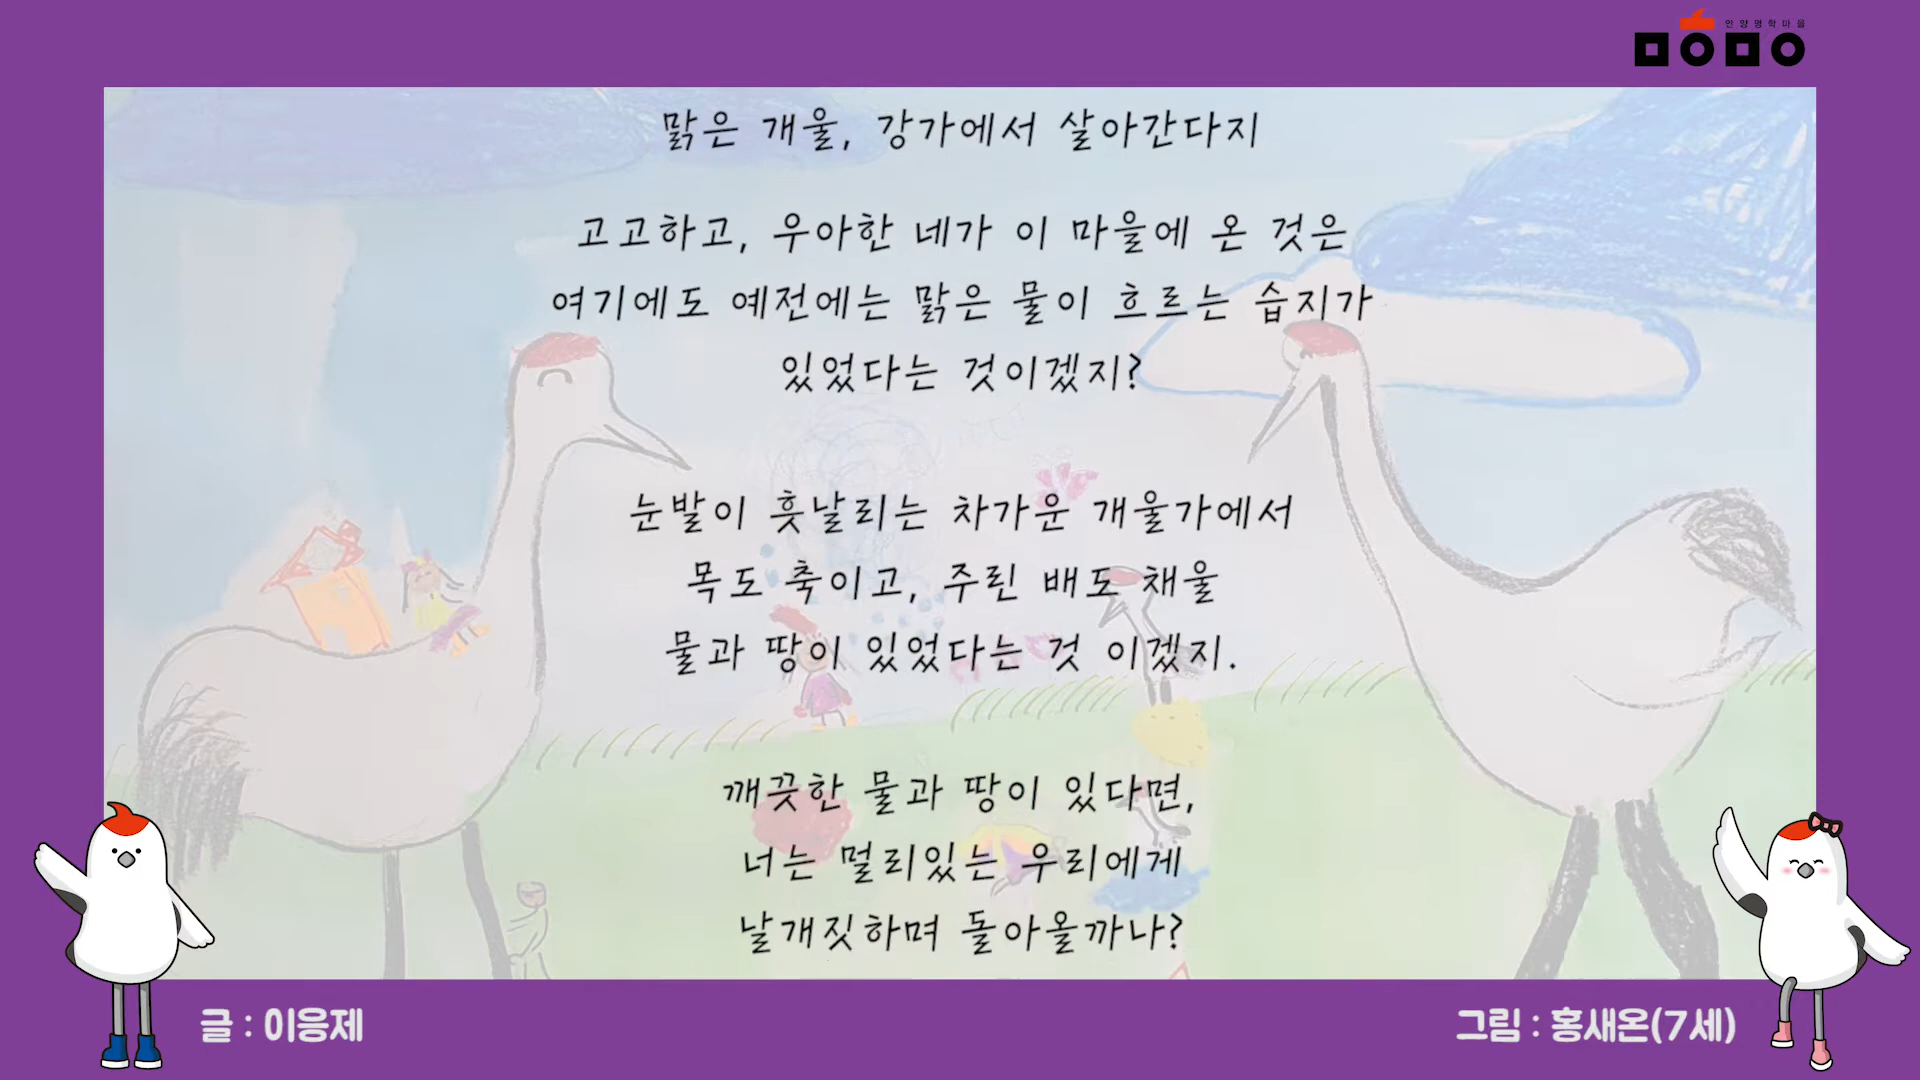 안양명학마을
맑은 개울, 강가에서 살아간다지
고고하고, 우아한 네가 이 마을에 온 것은
여기에도 예전에는 맑은 물이 흐르는 습지가
있었다는 것이겠지?
눈발이 흣날리는 차가운 개울가에서
목도 축이고, 주린 배도 채울
물과 땅이 있었다는 것 이겠지.
깨끗한 물과 땅이 있다면,
너는 멀리있는 우리에게
날개짓하며 돌아올까나?
글 : 이응제
그림 : 홍새온(7세)